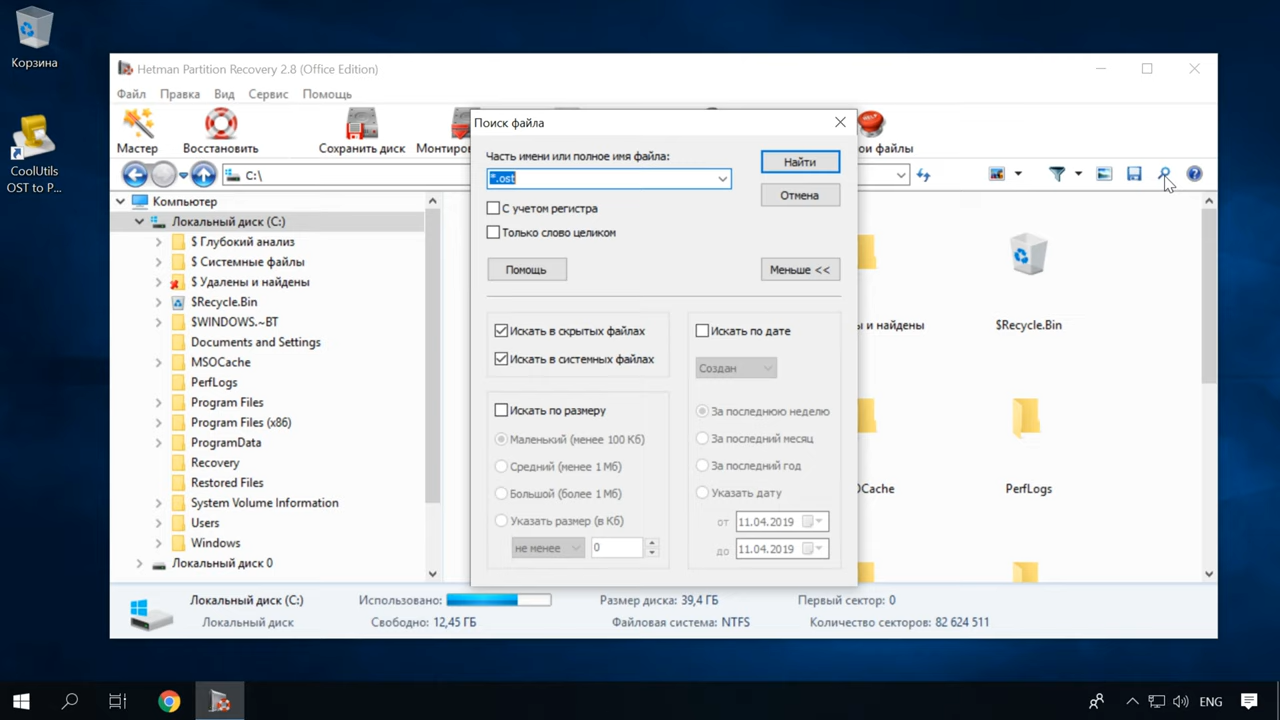 Корзина
CoolUtils
OST to P...
Hetman Partition Recovery 2.8 (Office Edition)
Файл Правка Вид Сервис Помощь
Мастер Восстановить Сохранить диск
C:\
Компьютер
Локальный диск (C:)
$ Глубокий анализ
$ Системные файлы
$ Удалены и найдены
$Recycle.Bin
$WINDOWS.~BT
Documents and Settings
MSOCache
PerfLogs
Program Files
Program Files (x86)
ProgramData
Recovery
Restored Files
System Volume Information
Users
Windows
Локальный диск 0
Поиск файла
Часть имени или полное имя файла:
*.ost
Найти
Отмена
С учетом регистра
Только слово целиком
Помощь
Меньше <<
Искать в скрытых файлах
Искать в системных файлах
Искать по размеру
Маленький (менее 100 Кб)
Средний (менее 1 Мб)
Большой (более 1 Мб)
Указать размер (в Кб)
не менее 0
Искать по дате
Создан
За последнюю неделю
За последний месяц
За последний год
Указать дату
от 11.04.2019
до 11.04.2019
HELP
файлы
и найдены
$Recycle.Bin
PerfLogs
Локальный диск (C:) Использовано: Размер диска: 39,4 ГБ Первый сектор: 0
Локальный диск Свободно: 12,45 ГБ Файловая система: NTFS Количество секторов: 82 624 511
ENG